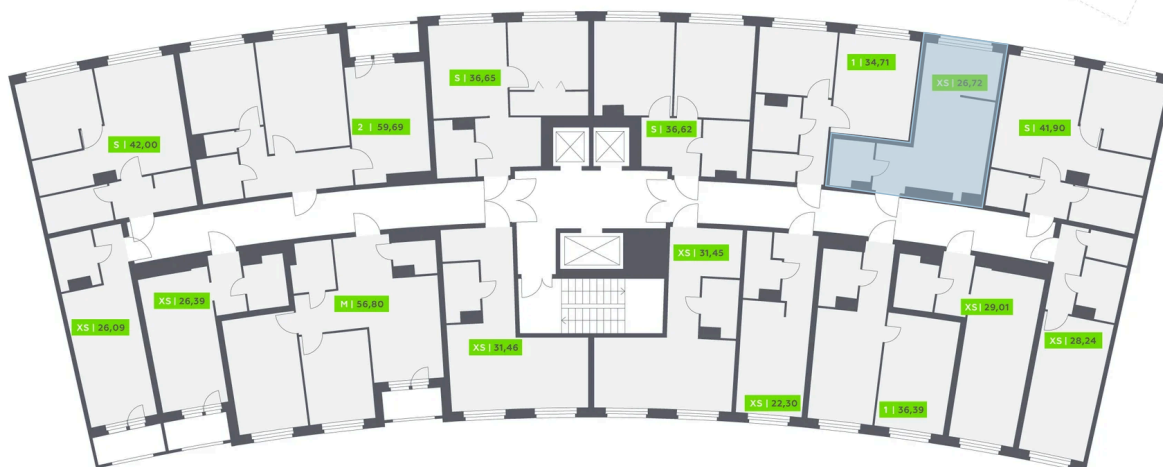 S | 42,00
2 | 59,69
S | 36,65
S | 36,62
1 | 34,71
XS | 26,72
S | 41,90
XS | 26,09
XS | 26,39
M | 56,80
XS | 31,46
XS | 31,45
XS | 22,30
1 | 36,39
XS | 29,01
XS | 28,24